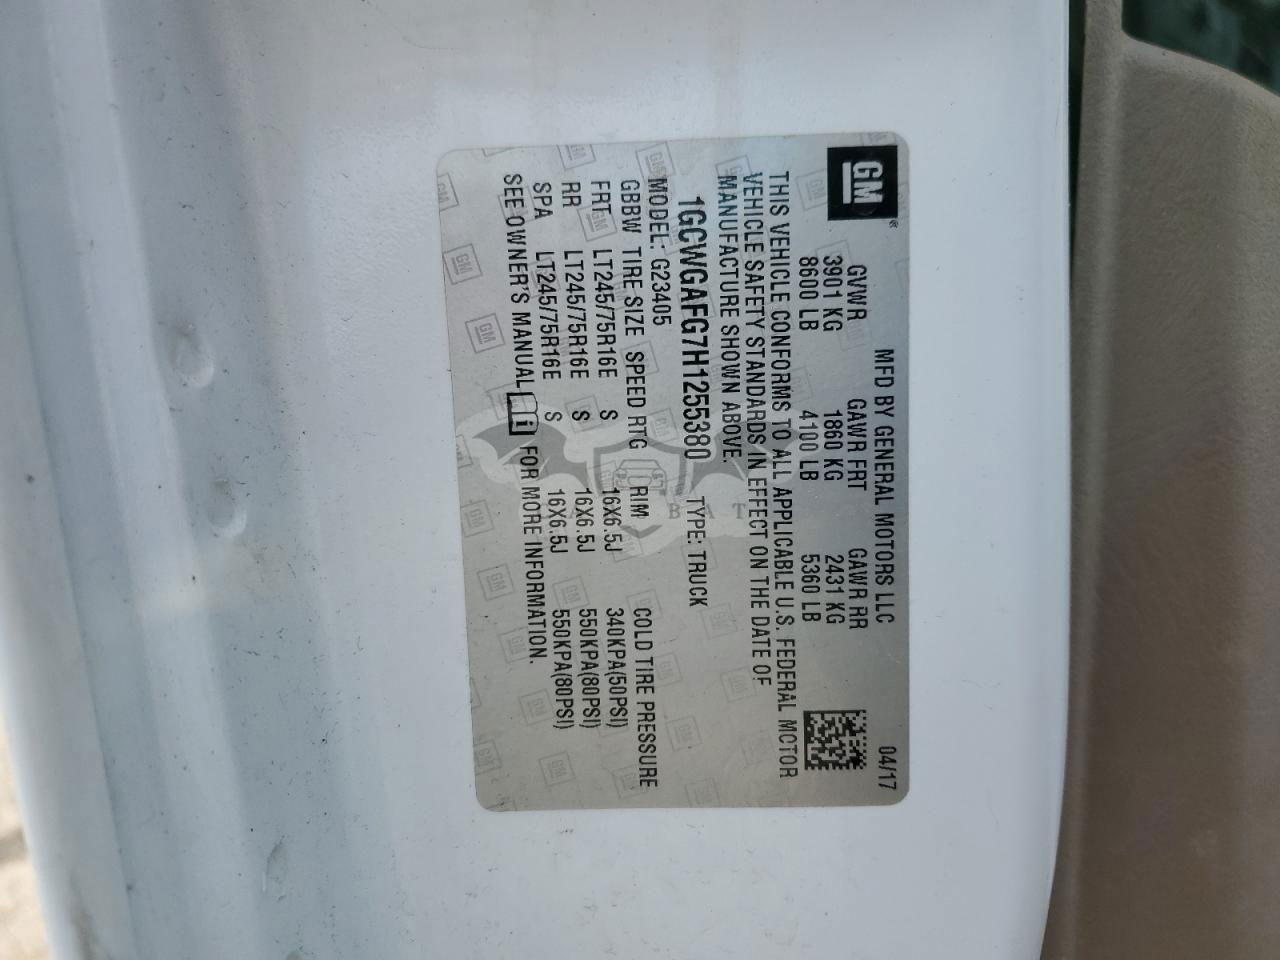 GM
MFD BY GENERAL MOTORS LLC 04/17
GVWR GAWR FRT GAWR RR
3901 KG 1860 KG 2431 KG
8600 LB 4100 LB 5360 LB
THIS VEHICLE CONFORMS TO ALL APPLICABLE U.S. FEDERAL MOTOR
VEHICLE SAFETY STANDARDS IN EFFECT ON THE DATE OF
MANUFACTURE SHOWN ABOVE.
1GCWGAFG7H1255380 TYPE: TRUCK
MODEL: G23405
GBBW TIRE SIZE SPEED RTG RIM COLD TIRE PRESSURE
FRT LT245/75R16E S 16X6.5J 340KPA(50PSI)
RR LT245/75R16E S 16X6.5J 550KPA(80PSI)
SPA LT245/75R16E S 16X6.5J 550KPA(80PSI)
SEE OWNER'S MANUAL i FOR MORE INFORMATION.